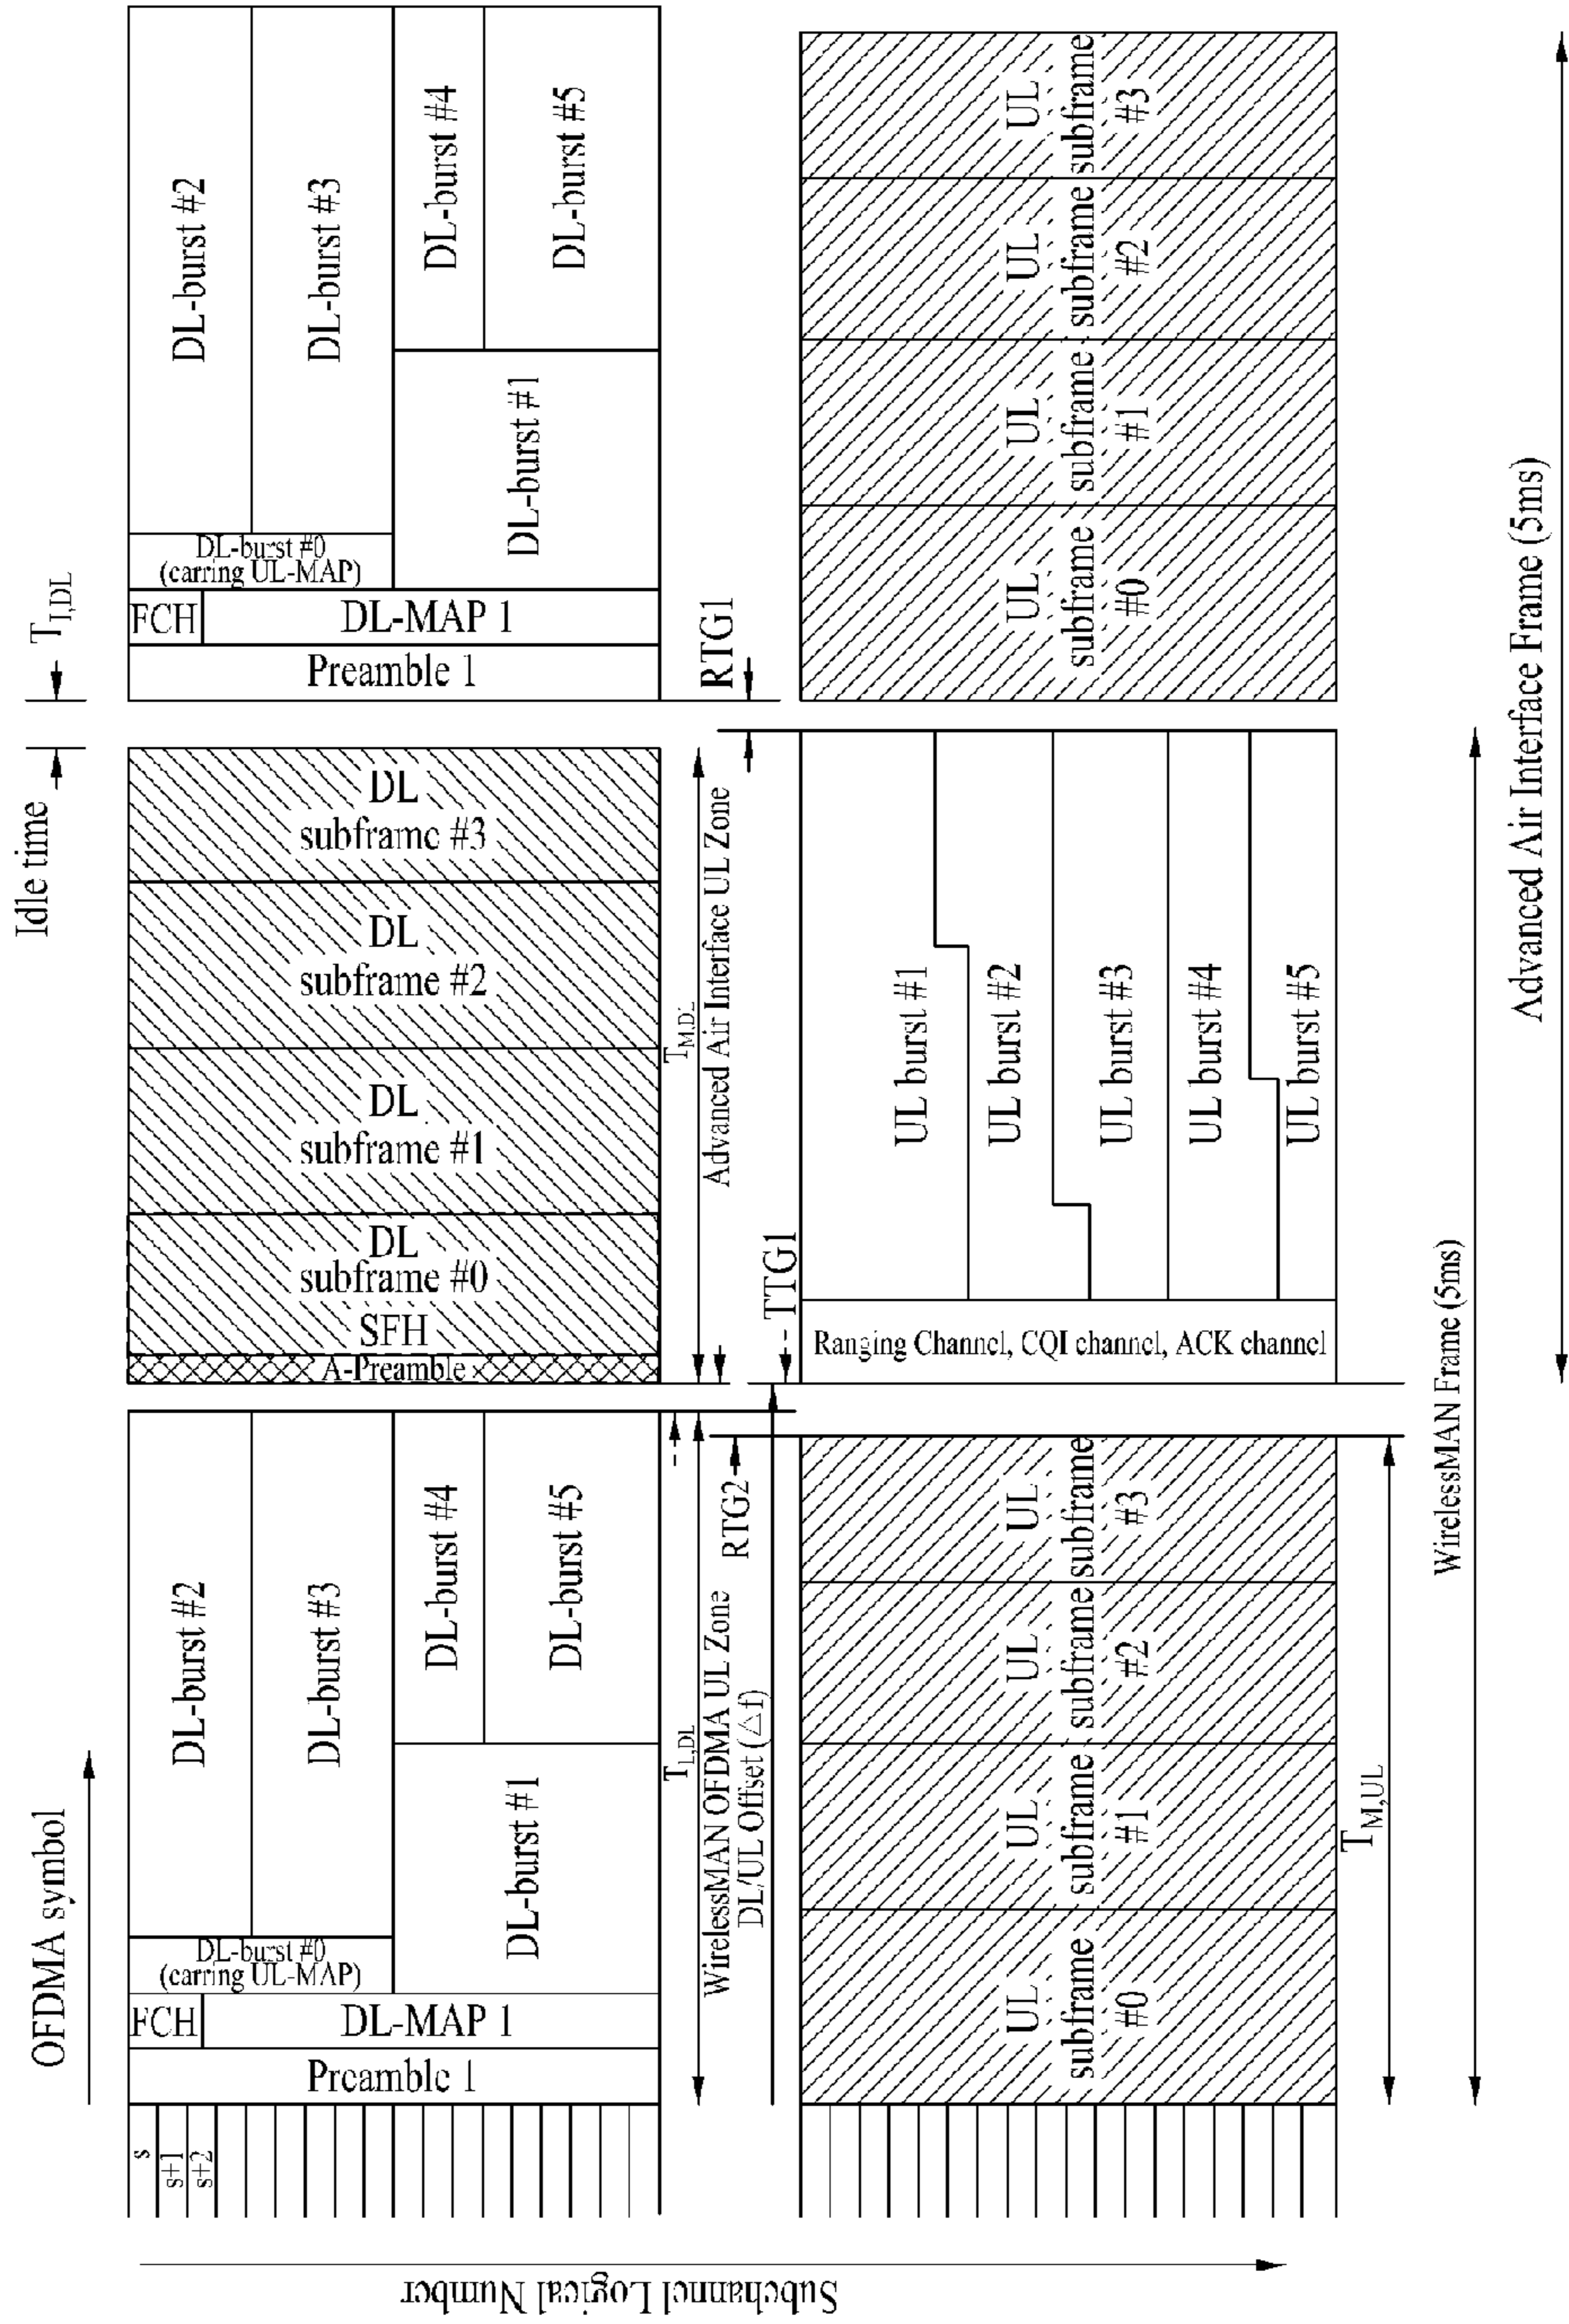 OFDMA symbol
Idle time
T_I,DL
Subchannel Logical Number
s
s+1
s+2
Preamble 1
FCH
DL-MAP 1
DL-burst #0
(carring UL-MAP)
DL-burst #2
DL-burst #3
DL-burst #1
DL-burst #4
DL-burst #5
A-Preamble
SFH
DL
subframe #0
DL
subframe #1
DL
subframe #2
DL
subframe #3
Preamble 1
FCH
DL-MAP 1
DL-burst #0
(carring UL-MAP)
DL-burst #2
DL-burst #3
DL-burst #1
DL-burst #4
DL-burst #5
T_L,DL
T_M,DL
WirelessMAN OFDMA UL Zone
Advanced Air Interface UL Zone
DL/UL Offset (△f)
RTG2
TTG1
RTG1
UL
subframe
#0
UL
subframe
#1
UL
subframe
#2
UL
subframe
#3
Ranging Channel, CQI channel, ACK channel
UL burst #1
UL burst #2
UL burst #3
UL burst #4
UL burst #5
UL
subframe
#0
UL
subframe
#1
UL
subframe
#2
UL
subframe
#3
T_M,UL
WirelessMAN Frame (5ms)
Advanced Air Interface Frame (5ms)